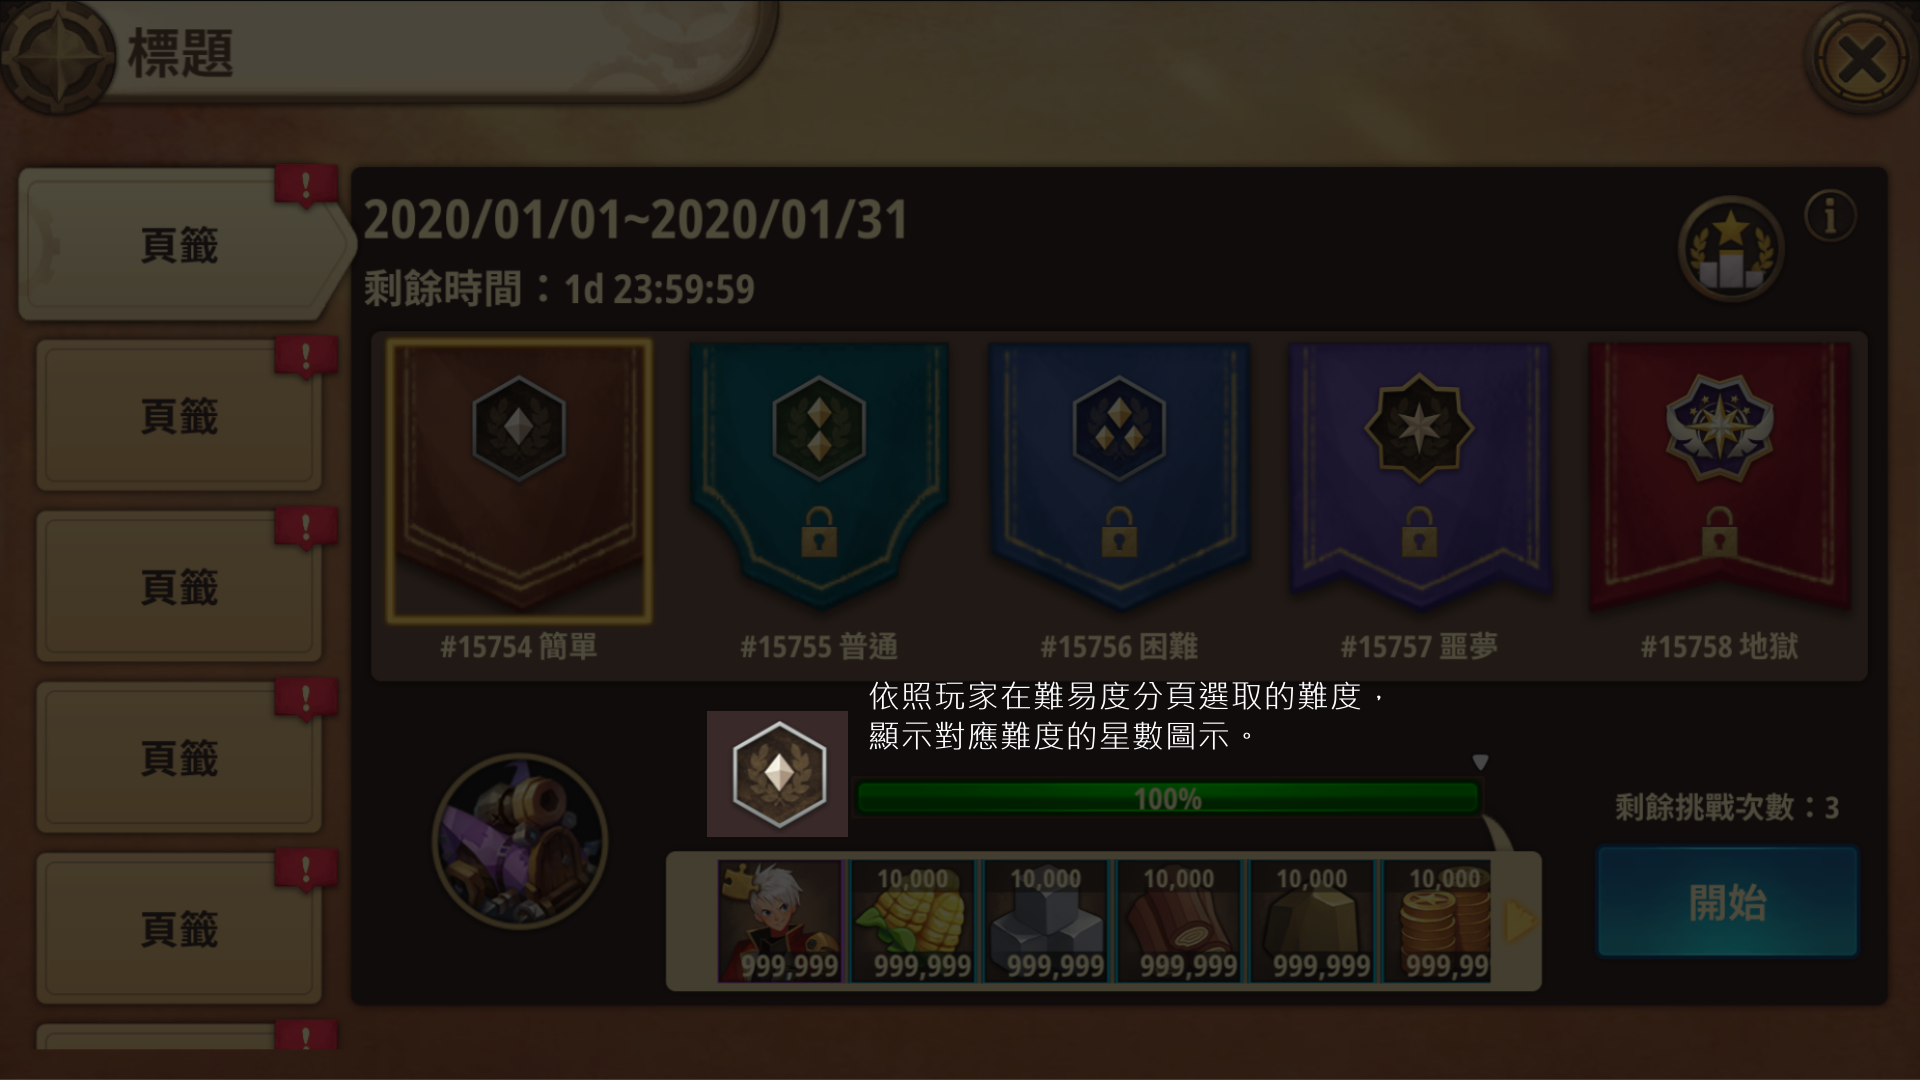 標題
頁籤
頁籤
頁籤
頁籤
頁籤
2020/01/01~2020/01/31
剩餘時間：1d 23:59:59
#15754 簡單
#15755 普通
#15756 困難
#15757 噩夢
#15758 地獄
依照玩家在難易度分頁選取的難度，
顯示對應難度的星數圖示。
100%
剩餘挑戰次數：3
10,000 10,000 10,000 10,000 10,000
999,999 999,999 999,999 999,999 999,999 999,99
開始